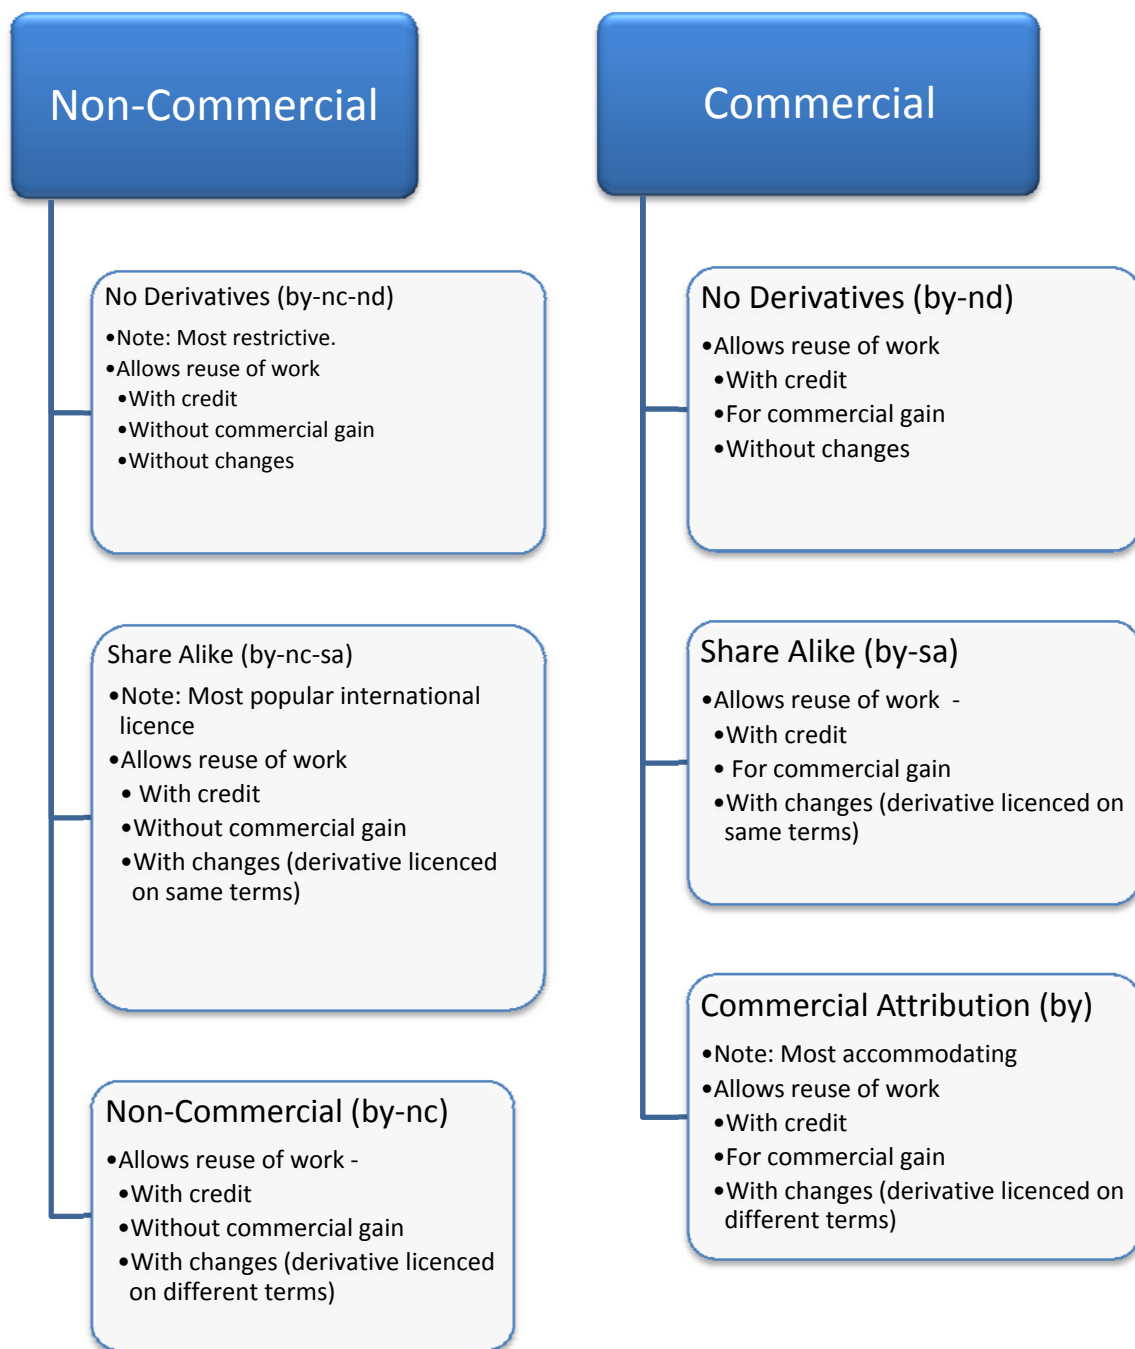 Non-Commercial
No Derivatives (by-nc-nd)
•Note: Most restrictive.
•Allows reuse of work
•With credit
•Without commercial gain
•Without changes
Share Alike (by-nc-sa)
•Note: Most popular international
licence
•Allows reuse of work
• With credit
•Without commercial gain
•With changes (derivative licenced
on same terms)
Non-Commercial (by-nc)
•Allows reuse of work -
•With credit
•Without commercial gain
•With changes (derivative licenced
on different terms)
Commercial
No Derivatives (by-nd)
•Allows reuse of work
•With credit
•For commercial gain
•Without changes
Share Alike (by-sa)
•Allows reuse of work  -
•With credit
• For commercial gain
•With changes (derivative licenced on
same terms)
Commercial Attribution (by)
•Note: Most accommodating
•Allows reuse of work
•With credit
•For commercial gain
•With changes (derivative licenced on
different terms)